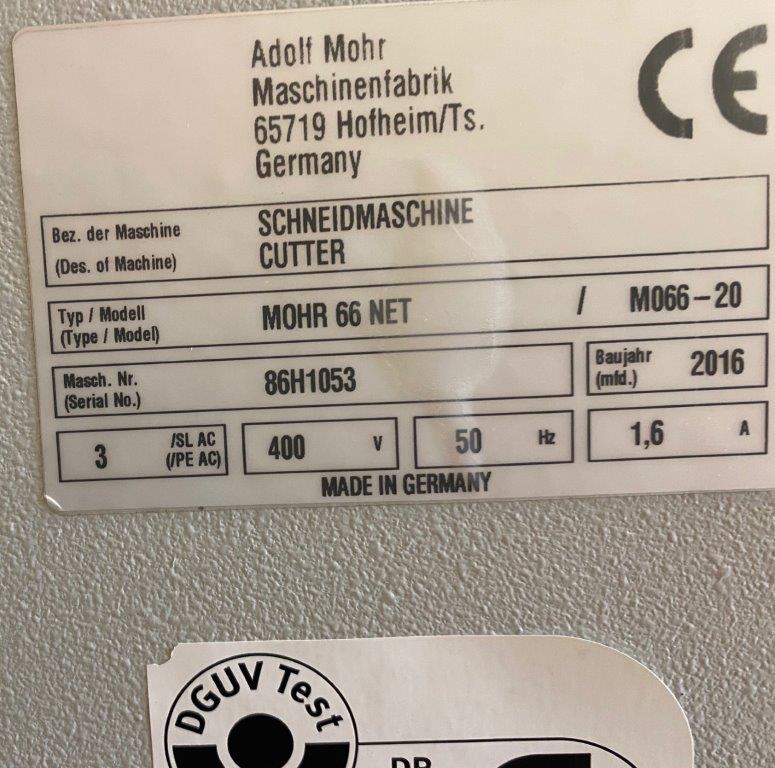 Adolf Mohr
Maschinenfabrik
65719 Hofheim/Ts.
Germany
CE
Bez. der Maschine
(Des. of Machine)
SCHNEIDMASCHINE
CUTTER
Typ / Modell
(Type / Model)
MOHR 66 NET / M066-20
Masch. Nr.
(Serial No.)
86H1053
Baujahr
(mfd.)
2016
3 /SL AC
(/PE AC)
400 V
50 Hz
1,6 A
MADE IN GERMANY
DGUV Test